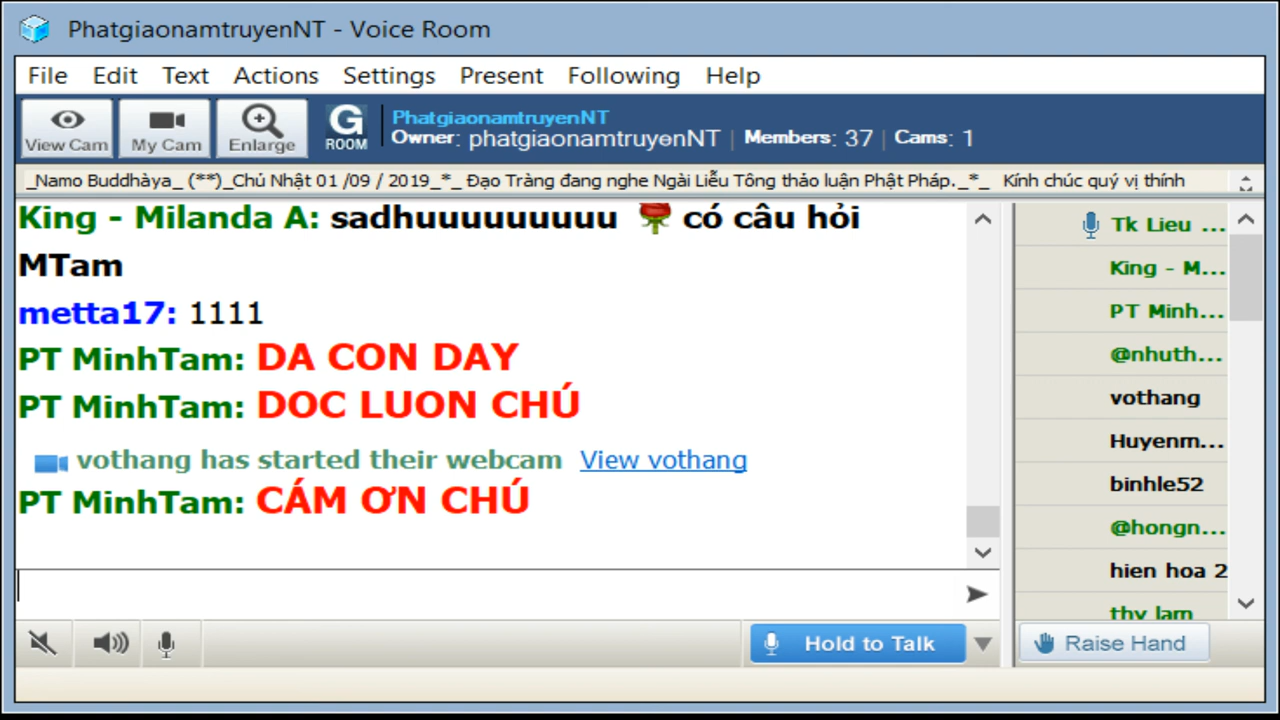 PhatgiaonamtruyenNT - Voice Room
File Edit Text Actions Settings Present Following Help
View Cam My Cam Enlarge G ROOM
PhatgiaonamtruyenNT
Owner: phatgiaonamtruyenNT | Members: 37 | Cams: 1
_Namo Buddhàya_ (**)_Chủ Nhật 01 /09 / 2019_*_ Đạo Tràng đang nghe Ngài Liễu Tông thảo luận Phật Pháp._*_ Kính chúc quý vị thính
King - Milanda A: sadhuuuuuuuuuu 🌹 có câu hỏi
MTam
metta17: 1111
PT MinhTam: DA CON DAY
PT MinhTam: DOC LUON CHÚ
vothang has started their webcam View vothang
PT MinhTam: CÁM ƠN CHÚ
Tk Lieu ...
King - M...
PT Minh...
@nhuth...
vothang
Huyenm...
binhle52
@hongn...
hien hoa 2
thy lam
Hold to Talk
Raise Hand